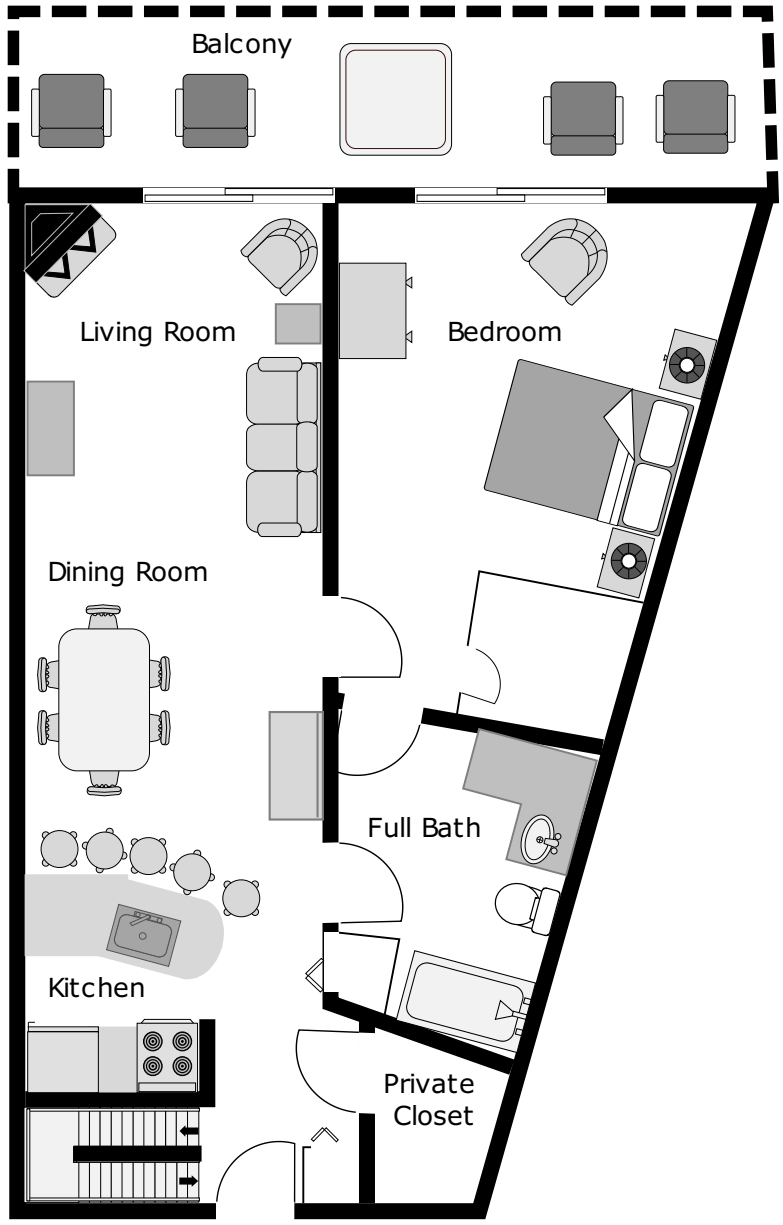 Balcony
Living Room
Bedroom
Dining Room
Full Bath
Kitchen
Private
Closet